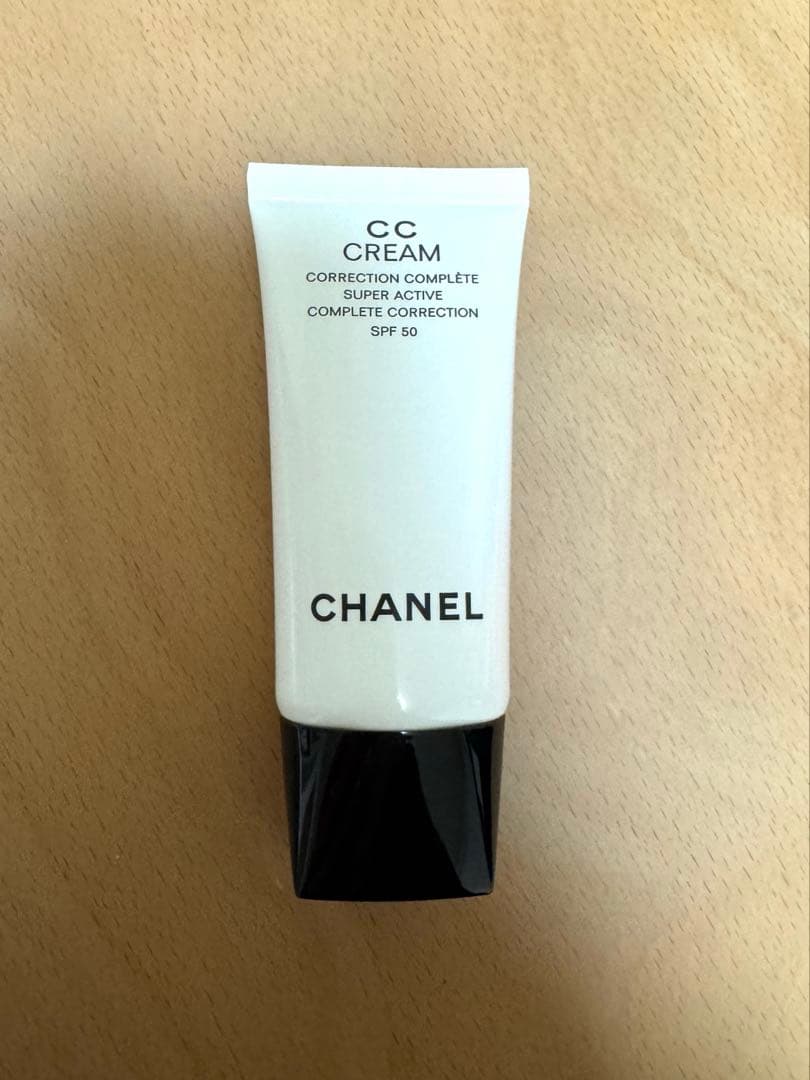 CC
CREAM
CORRECTION COMPLÈTE
SUPER ACTIVE
COMPLETE CORRECTION
SPF 50
CHANEL